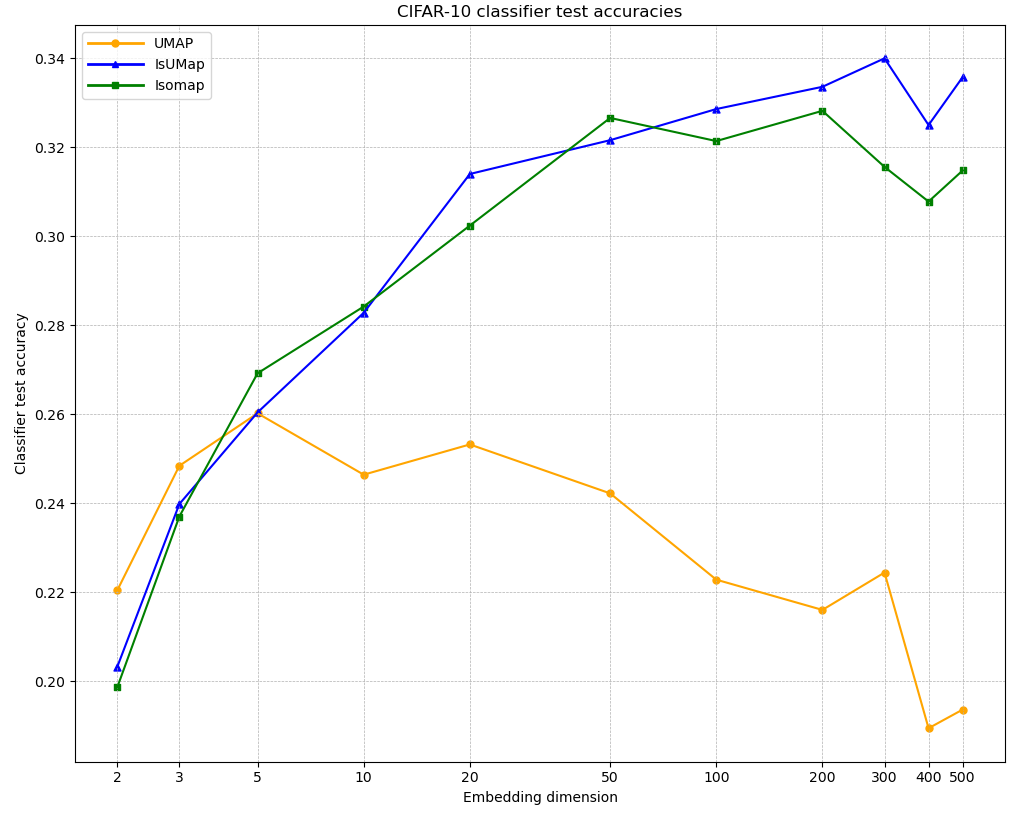 CIFAR-10 classifier test accuracies
UMAP
IsUMap
Isomap
Classifier test accuracy
0.34
0.32
0.30
0.28
0.26
0.24
0.22
0.20
2 3 5 10 20 50 100 200 300 400 500
Embedding dimension